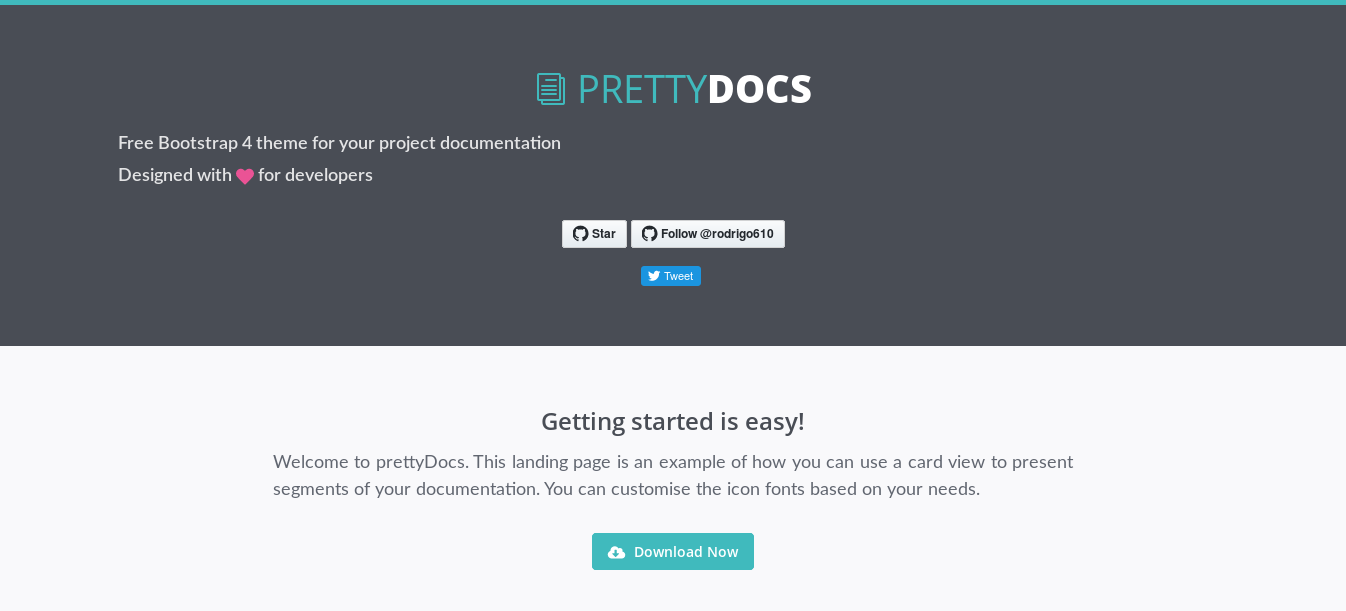 PRETTYDOCS
Free Bootstrap 4 theme for your project documentation
Designed with for developers
Star Follow @rodrigo610
Tweet
Getting started is easy!
Welcome to prettyDocs. This landing page is an example of how you can use a card view to present
segments of your documentation. You can customise the icon fonts based on your needs.
Download Now